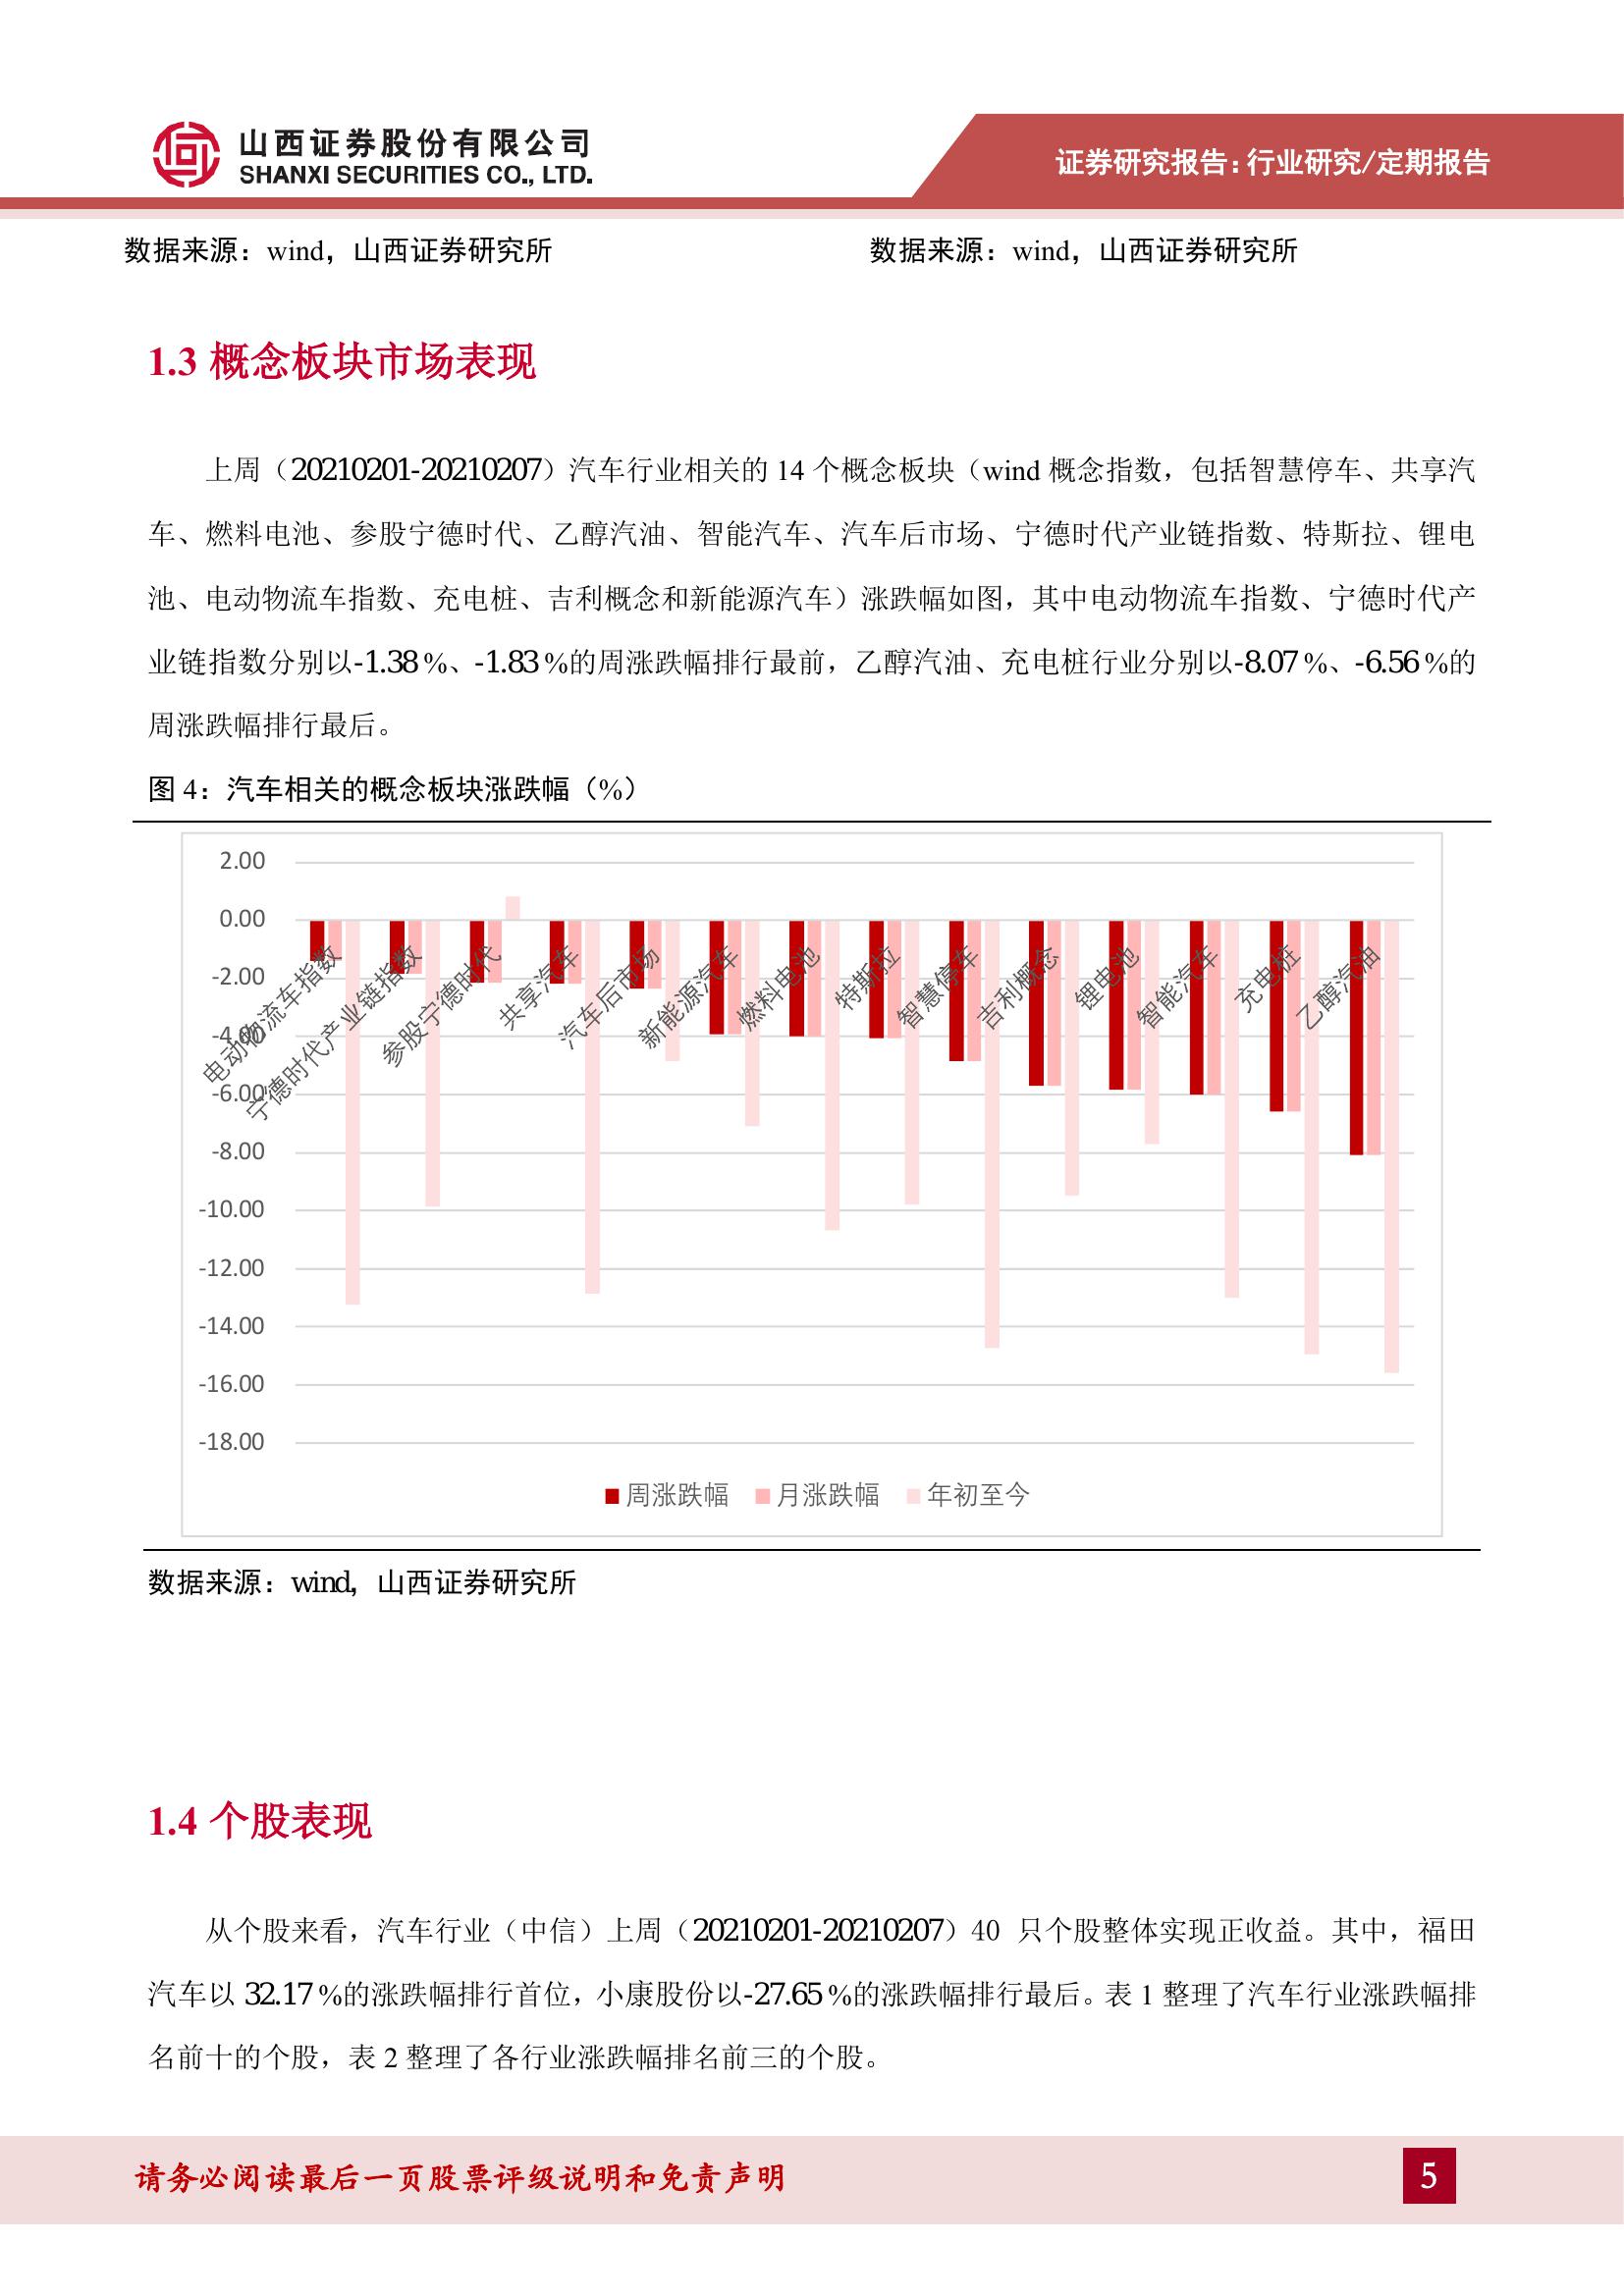 山西证券股份有限公司
SHANXI SECURITIES CO., LTD.
证券研究报告:行业研究/定期报告
数据来源：wind，山西证券研究所
数据来源：wind，山西证券研究所
1.3 概念板块市场表现
上周（20210201-20210207）汽车行业相关的 14 个概念板块（wind 概念指数，包括智慧停车、共享汽
车、燃料电池、参股宁德时代、乙醇汽油、智能汽车、汽车后市场、宁德时代产业链指数、特斯拉、锂电
池、电动物流车指数、充电桩、吉利概念和新能源汽车）涨跌幅如图，其中电动物流车指数、宁德时代产
业链指数分别以-1.38 %、-1.83 %的周涨跌幅排行最前，乙醇汽油、充电桩行业分别以-8.07 %、-6.56 %的
周涨跌幅排行最后。
图 4：汽车相关的概念板块涨跌幅（%）
2.00
0.00
-2.00
-4.00
-6.00
-8.00
-10.00
-12.00
-14.00
-16.00
-18.00
电动物流车指数
宁德时代产业链指数
参股宁德时代
共享汽车
汽车后市场
新能源汽车
燃料电池
特斯拉
智慧停车
吉利概念
锂电池
智能汽车
充电桩
乙醇汽油
周涨跌幅 月涨跌幅 年初至今
数据来源：wind，山西证券研究所
1.4 个股表现
从个股来看，汽车行业（中信）上周（20210201-20210207）40 只个股整体实现正收益。其中，福田
汽车以 32.17 %的涨跌幅排行首位，小康股份以-27.65 %的涨跌幅排行最后。表 1 整理了汽车行业涨跌幅排
名前十的个股，表 2 整理了各行业涨跌幅排名前三的个股。
请务必阅读最后一页股票评级说明和免责声明
5